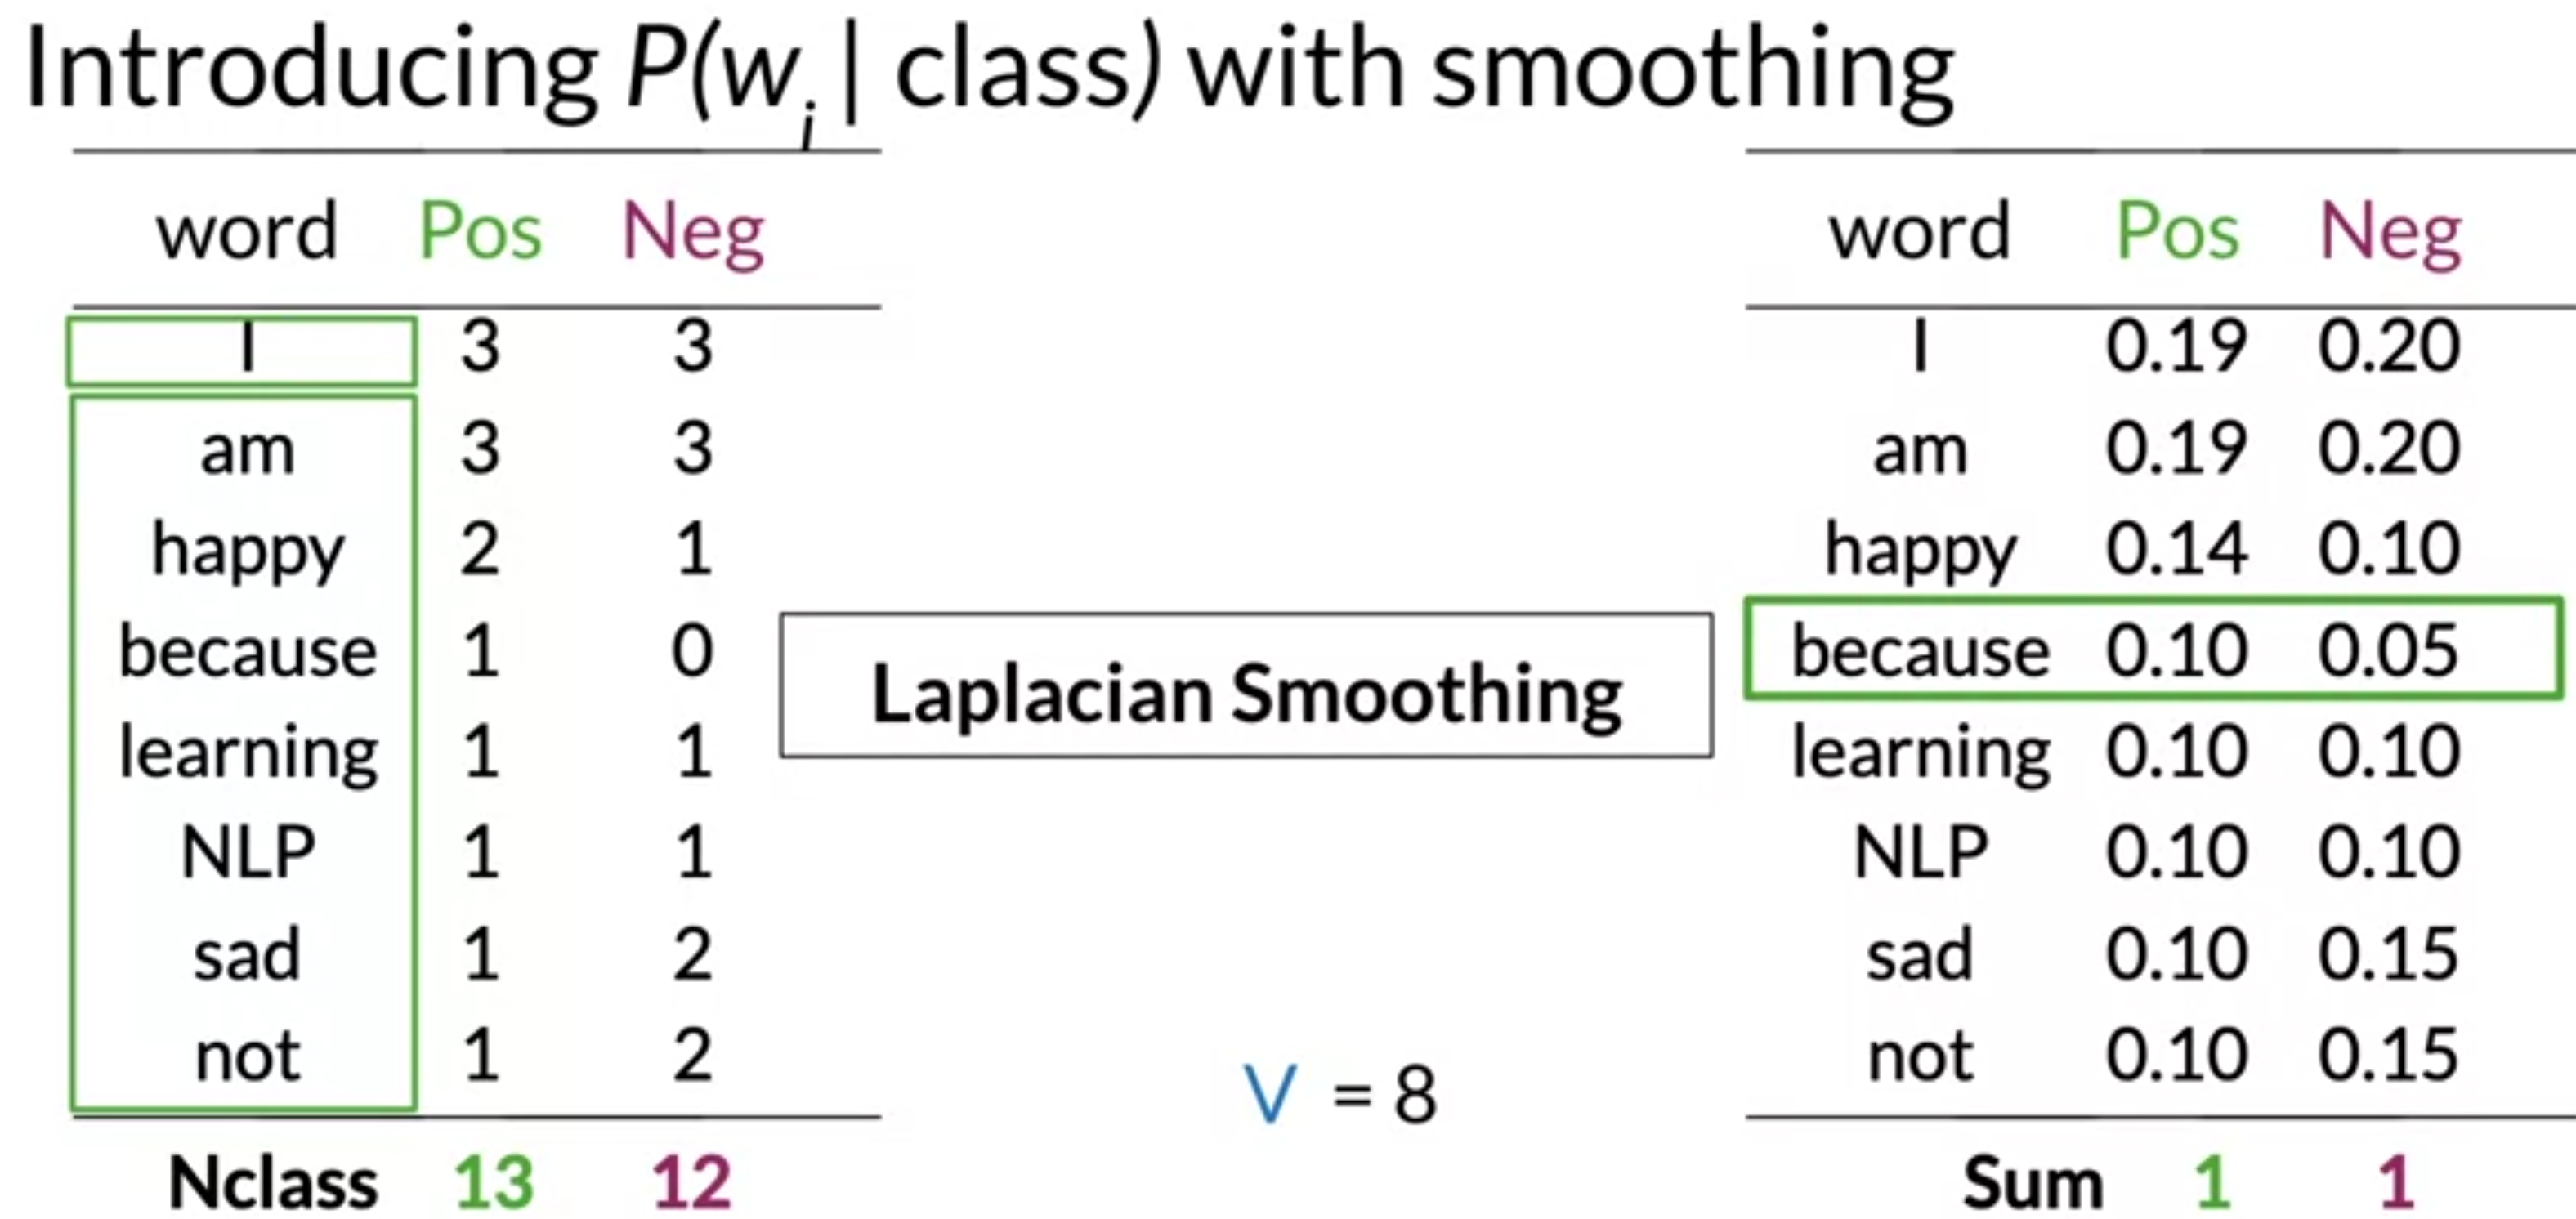 Introducing P(wi | class) with smoothing
word Pos Neg
I 3 3
am 3 3
happy 2 1
because 1 0
learning 1 1
NLP 1 1
sad 1 2
not 1 2
Nclass 13 12
Laplacian Smoothing
V = 8
word Pos Neg
I 0.19 0.20
am 0.19 0.20
happy 0.14 0.10
because 0.10 0.05
learning 0.10 0.10
NLP 0.10 0.10
sad 0.10 0.15
not 0.10 0.15
Sum 1 1